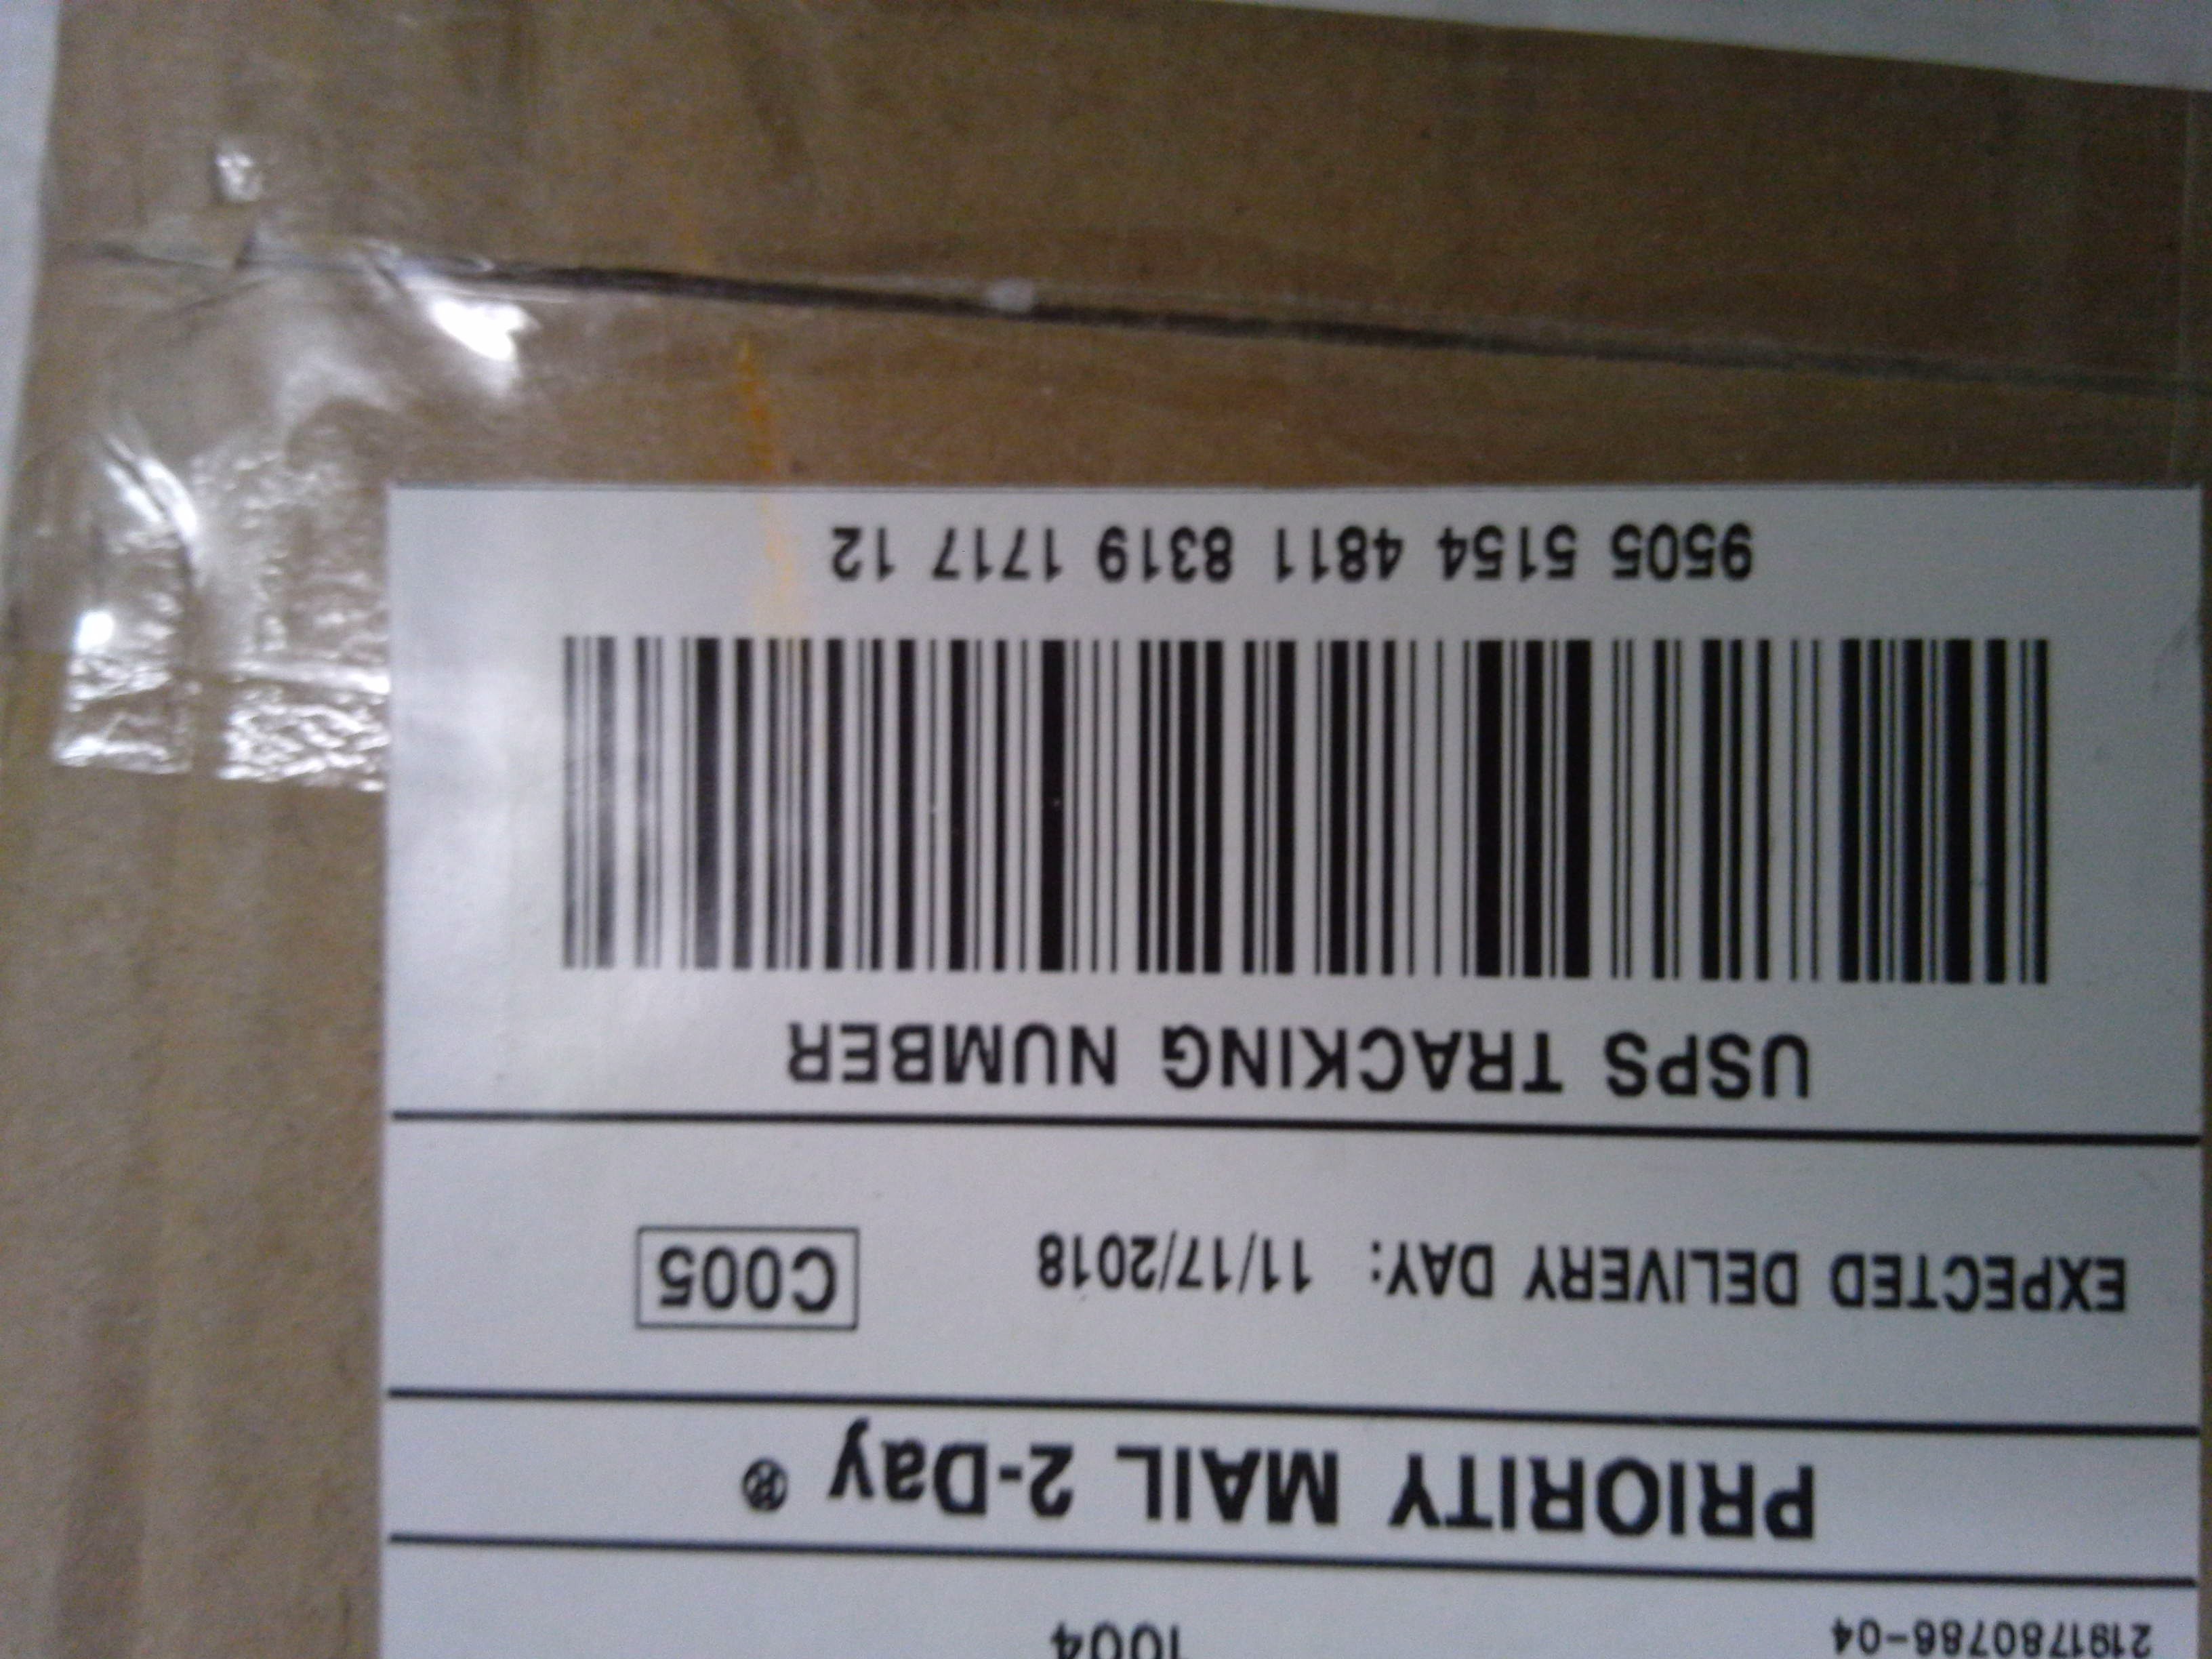 2191780786-04 1004
PRIORITY MAIL 2-Day ®
EXPECTED DELIVERY DAY: 11/17/2018 C005
USPS TRACKING NUMBER
9505 5154 4811 8319 1717 12